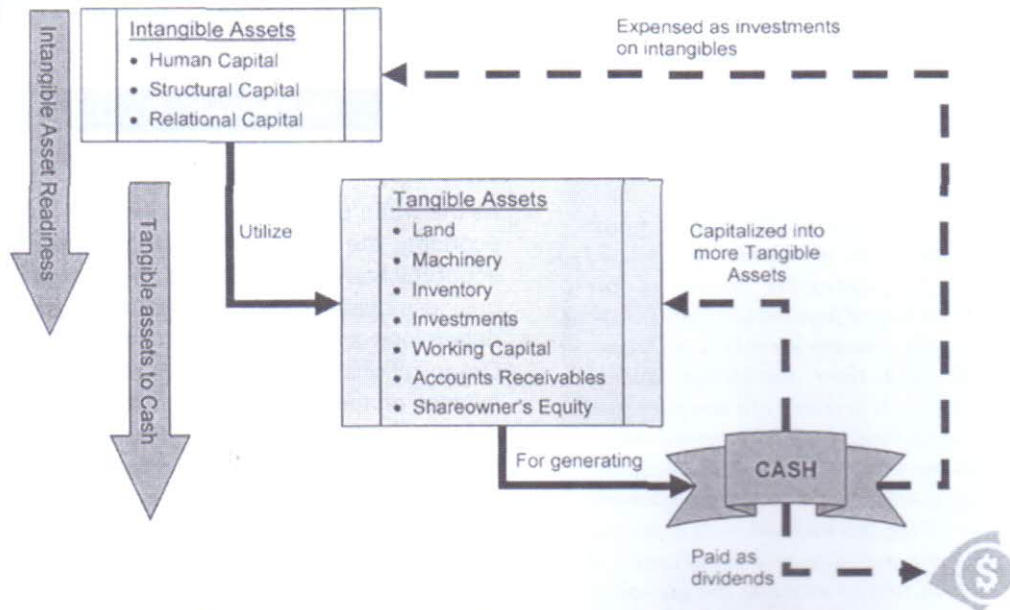 Intangible Asset Readiness
Tangible assets to Cash
Intangible Assets
• Human Capital
• Structural Capital
• Relational Capital
Expensed as investments
on intangibles
Utilize
Tangible Assets
• Land
• Machinery
• Inventory
• Investments
• Working Capital
• Accounts Receivables
• Shareowner's Equity
Capitalized into
more Tangible
Assets
For generating
CASH
Paid as
dividends
$